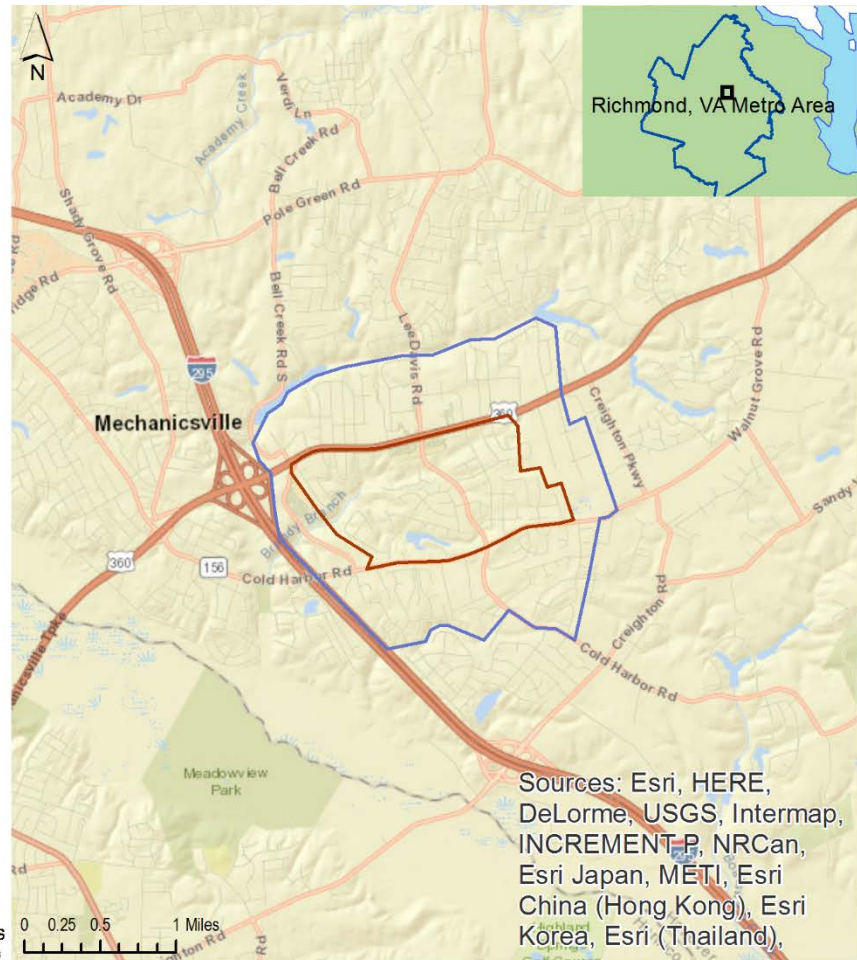 N
Richmond, VA Metro Area
Academy Dr
Verdi Ln
Academy Creek
Bell Creek Rd
Shady Grove Rd
Pole Green Rd
Bell Creek Rd S
Lee Davis Rd
295
360
Mechanicsville
Creighton Pkwy
Walnut Grove Rd
Brandy Branch
360
156
Cold Harbor Rd
Creighton Rd
Cold Harbor Rd
Meadowview
Park
Sources: Esri, HERE,
DeLorme, USGS, Intermap,
INCREMENT P, NRCan,
Esri Japan, METI, Esri
China (Hong Kong), Esri
Korea, Esri (Thailand),
0 0.25 0.5 1 Miles